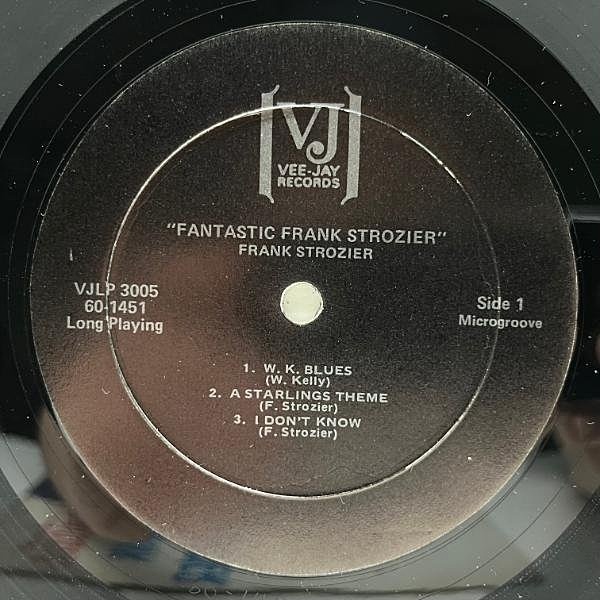 VJ
VEE-JAY
RECORDS
"FANTASTIC FRANK STROZIER"
FRANK STROZIER
VJLP 3005
60-1451
Long Playing
Side 1
Microgroove
1. W. K. BLUES
(W. Kelly)
2. A STARLINGS THEME
(F. Strozier)
3. I DON'T KNOW
(F. Strozier)